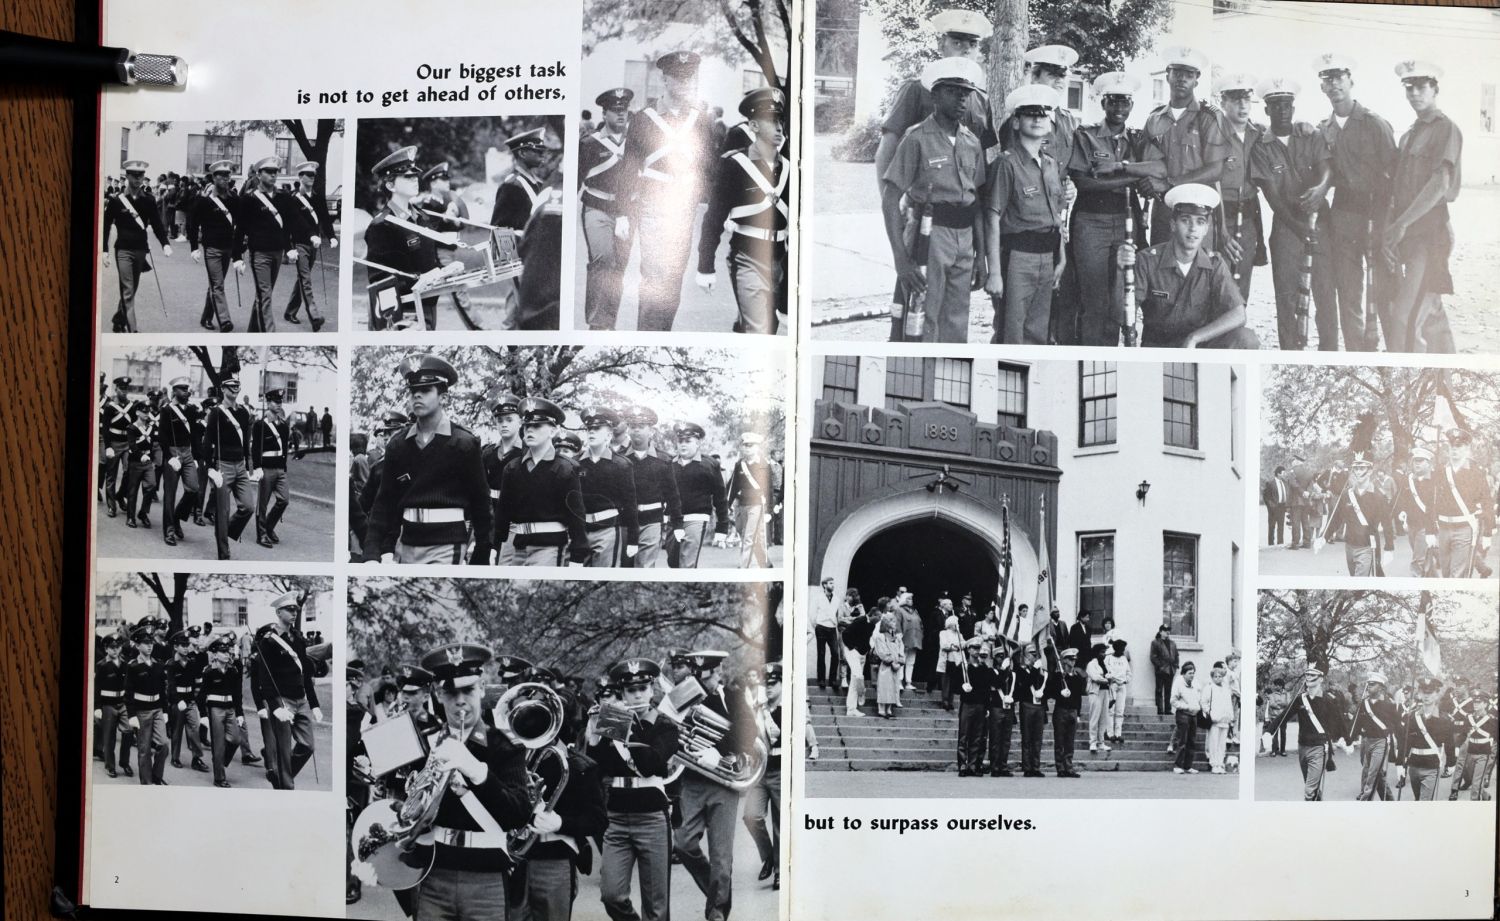 Our biggest task
is not to get ahead of others,
1889
but to surpass ourselves.
2
3